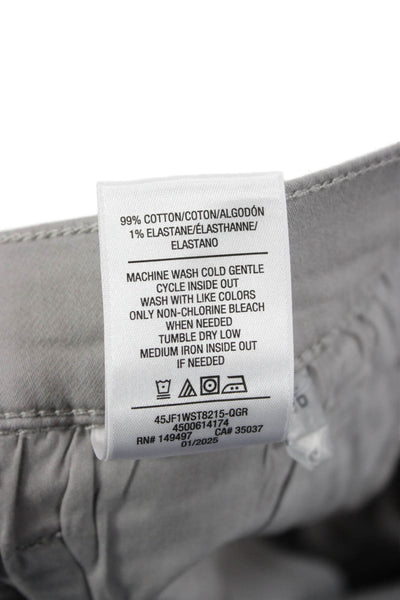 99% COTTON/COTON/ALGODÓN
1% ELASTANE/ÉLASTHANNE/
ELASTANO
MACHINE WASH COLD GENTLE
CYCLE INSIDE OUT
WASH WITH LIKE COLORS
ONLY NON-CHLORINE BLEACH
WHEN NEEDED
TUMBLE DRY LOW
MEDIUM IRON INSIDE OUT
IF NEEDED
45JF1WST8215-QGR
4500614174
RN# 149497 CA# 35037
01/2025